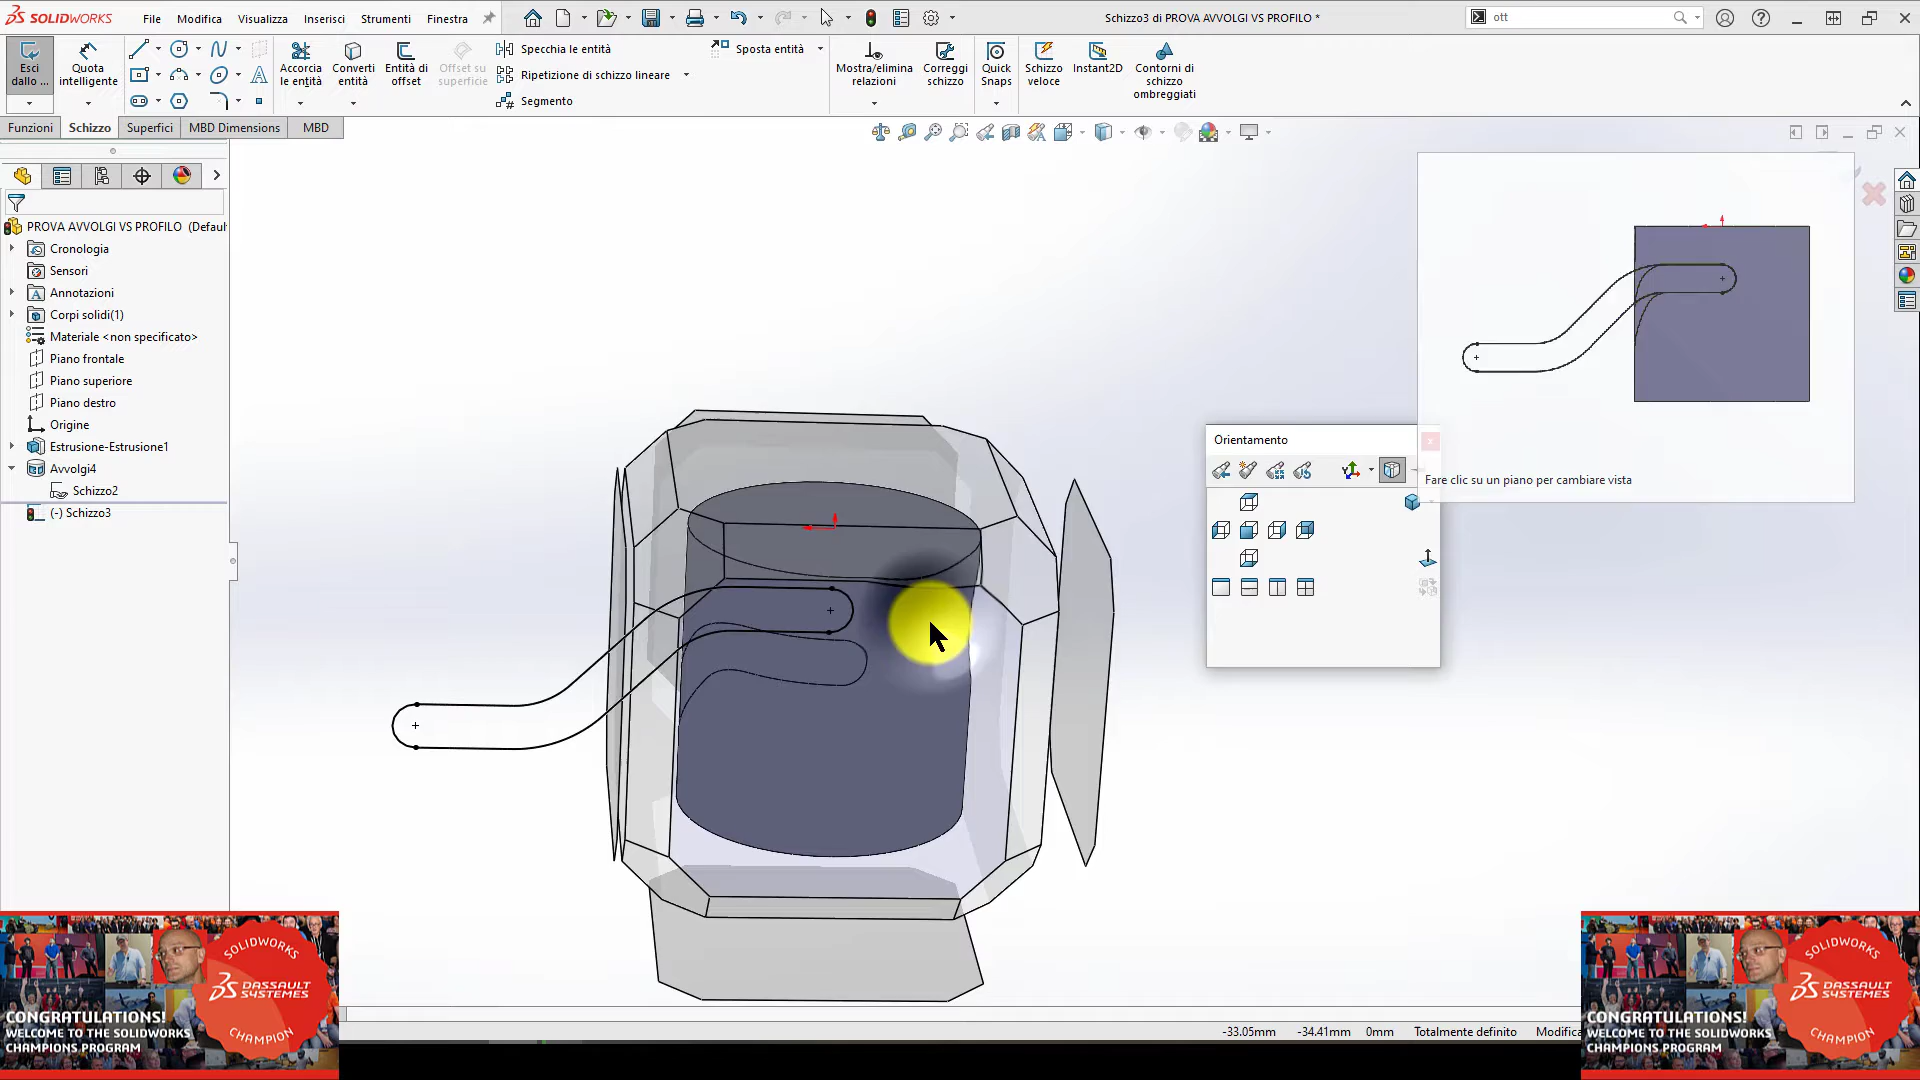 SOLIDWORKS
File
Modifica
Visualizza
Inserisci
Strumenti
Finestra
Schizzo3 di PROVA AVVOLGI VS PROFILO *
ott
Esci dallo ...
Quota intelligente
Accorcia le entità
Converti entità
Entità di offset
Offset su superficie
Specchia le entità
Ripetizione di schizzo lineare
Segmento
Sposta entità
Mostra/elimina relazioni
Correggi schizzo
Quick Snaps
Schizzo veloce
Instant2D
Contorni di schizzo ombreggiati
Funzioni
Schizzo
Superfici
MBD Dimensions
MBD
PROVA AVVOLGI VS PROFILO (Defaul
Cronologia
Sensori
Annotazioni
Corpi solidi(1)
Materiale <non specificato>
Piano frontale
Piano superiore
Piano destro
Origine
Estrusione-Estrusione1
Avvolgi4
Schizzo2
(-) Schizzo3
Orientamento
Fare clic su un piano per cambiare vista
-33.05mm
-34.41mm
0mm
Totalmente definito
Modifica
CONGRATULATIONS!
WELCOME TO THE SOLIDWORKS
CHAMPIONS PROGRAM
SOLIDWORKS
DASSAULT SYSTEMES
CHAMPION
CONGRATULATIONS!
WELCOME TO THE SOLIDWORKS
CHAMPIONS PROGRAM
SOLIDWORKS
DASSAULT SYSTEMES
CHAMPION